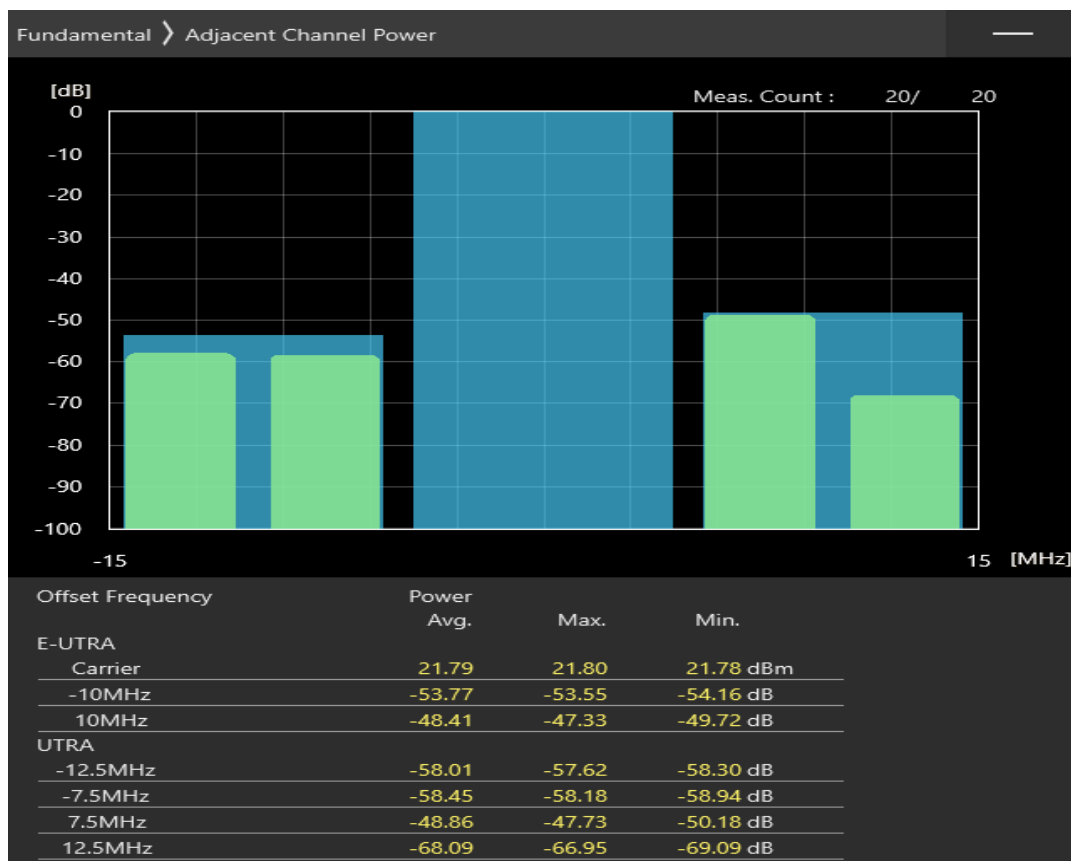 Fundamental ❯ Adjacent Channel Power
[dB]
Meas. Count : 20/ 20
0
-10
-20
-30
-40
-50
-60
-70
-80
-90
-100
-15 15 [MHz]
Offset Frequency Power
Avg. Max. Min.
E-UTRA
Carrier 21.79 21.80 21.78 dBm
-10MHz -53.77 -53.55 -54.16 dB
10MHz -48.41 -47.33 -49.72 dB
UTRA
-12.5MHz -58.01 -57.62 -58.30 dB
-7.5MHz -58.45 -58.18 -58.94 dB
7.5MHz -48.86 -47.73 -50.18 dB
12.5MHz -68.09 -66.95 -69.09 dB